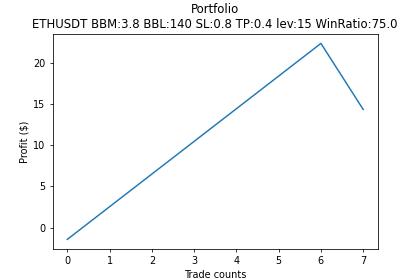 Portfolio
ETHUSDT BBM:3.8 BBL:140 SL:0.8 TP:0.4 lev:15 WinRatio:75.0
20
15
10
5
0
Profit ($)
0 1 2 3 4 5 6 7
Trade counts